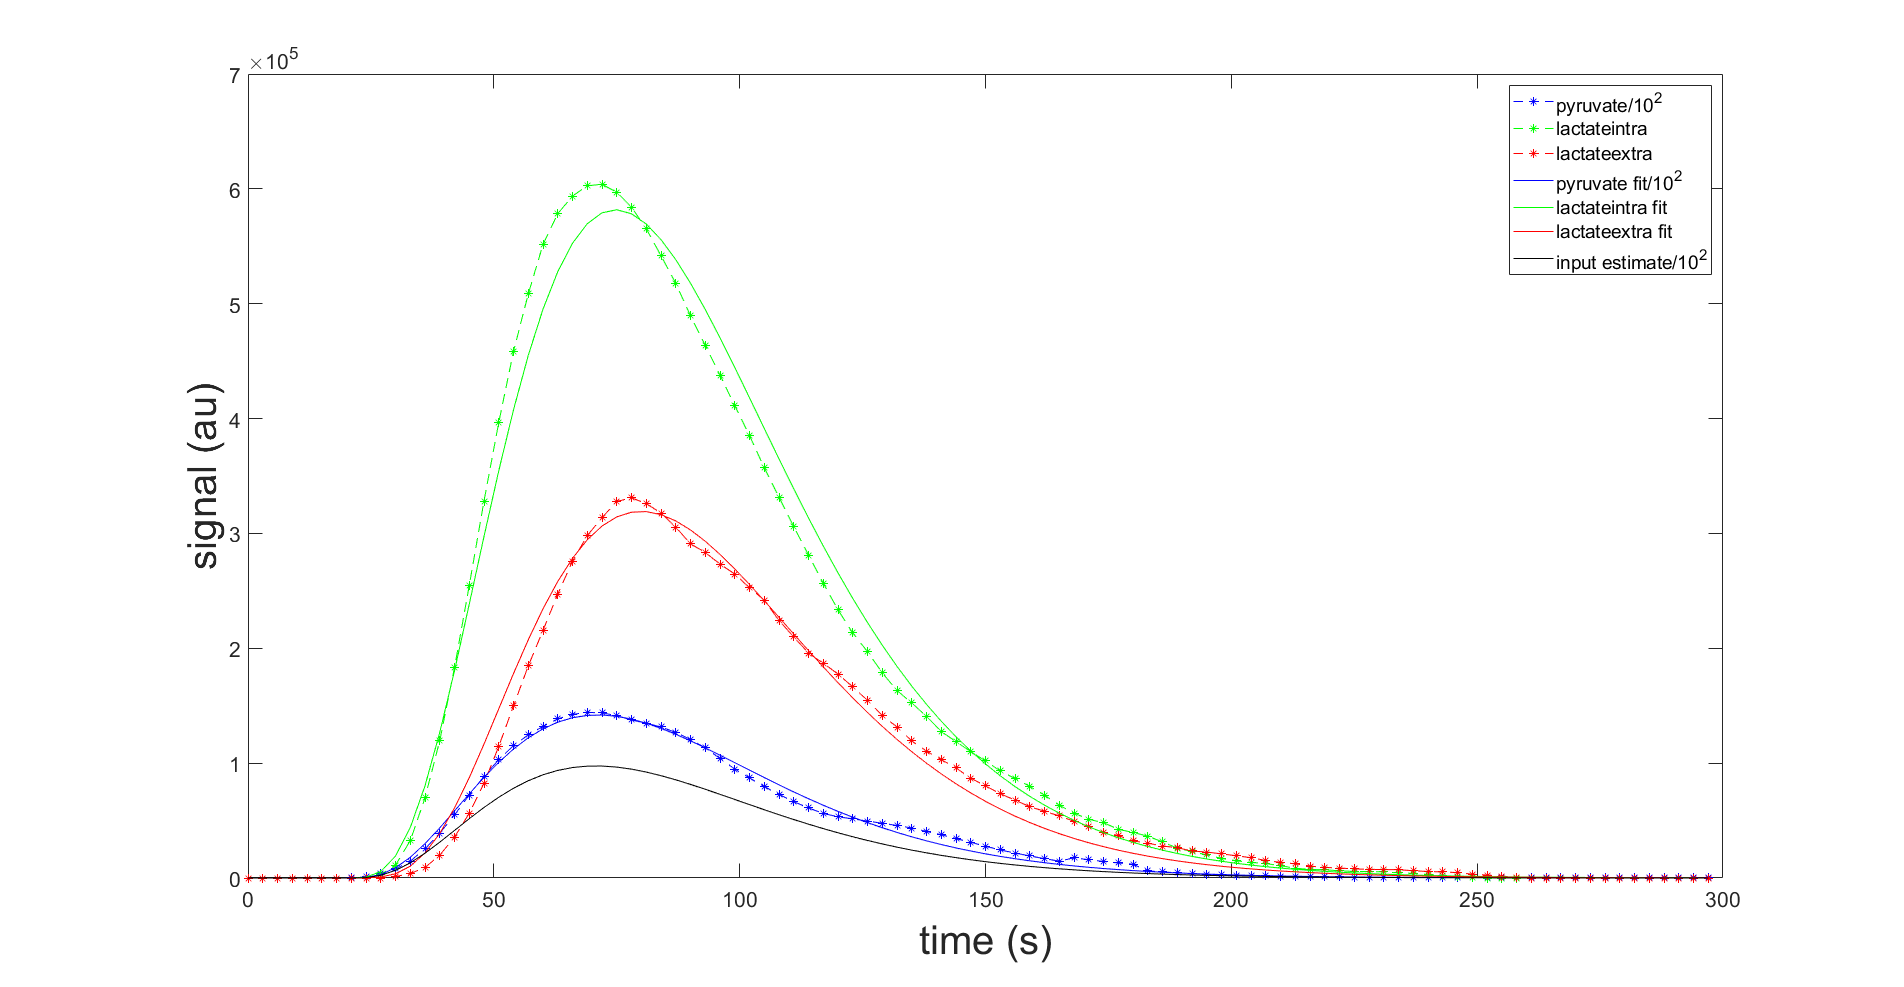 ×10^5
7
6
5
4
3
2
1
0
0 50 100 150 200 250 300
signal (au)
time (s)
pyruvate/10^2
lactateintra
lactateextra
pyruvate fit/10^2
lactateintra fit
lactateextra fit
input estimate/10^2